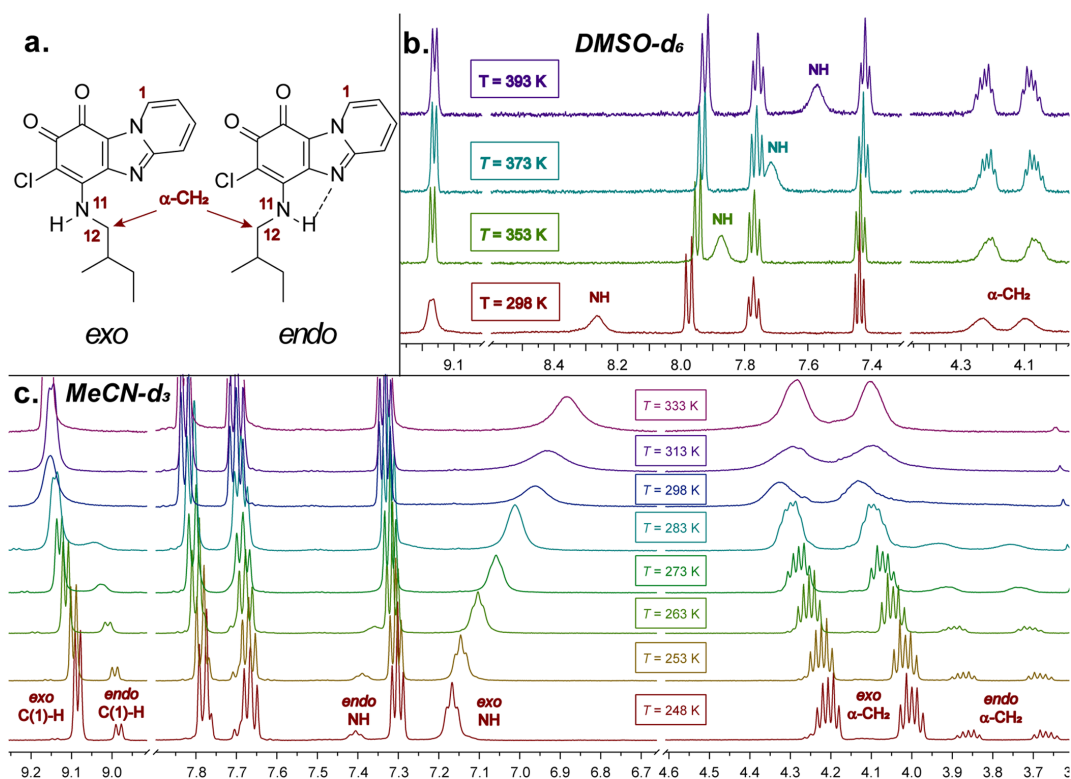 a.
O
O
1
N
N
Cl
N
11
H
12
α-CH₂
O
O
1
N
N
Cl
N
11
H
12
exo
endo
b.
DMSO-d₆
T = 393 K
NH
T = 373 K
NH
T = 353 K
NH
T = 298 K
NH
α-CH₂
9.1 8.4 8.2 8.0 7.8 7.6 7.4 4.3 4.1
c.
MeCN-d₃
T = 333 K
T = 313 K
T = 298 K
T = 283 K
T = 273 K
T = 263 K
T = 253 K
T = 248 K
exo
C(1)-H
endo
C(1)-H
endo
NH
exo
NH
exo
α-CH₂
endo
α-CH₂
9.2 9.1 9.0 7.8 7.7 7.6 7.5 7.4 7.3 7.2 7.1 7.0 6.9 6.8 6.7 4.6 4.5 4.4 4.3 4.2 4.1 4.0 3.9 3.8 3.7 3.6